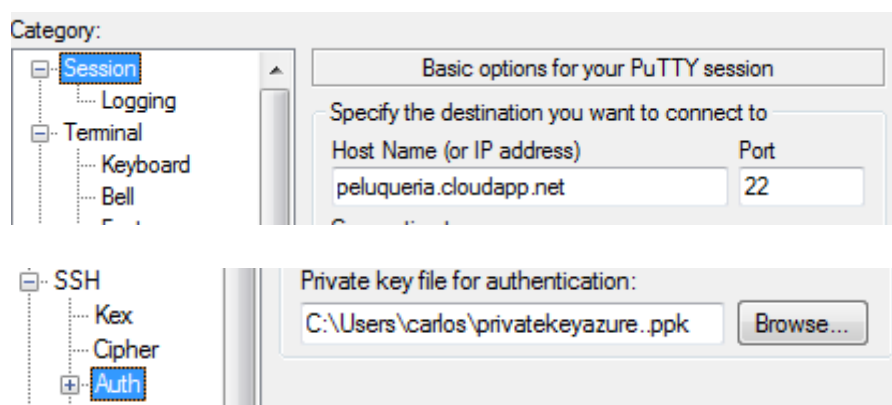 Category:
Session
Logging
Terminal
Keyboard
Bell
Basic options for your PuTTY session
Specify the destination you want to connect to
Host Name (or IP address) Port
peluqueria.cloudapp.net 22
SSH
Kex
Cipher
Auth
Private key file for authentication:
C:\Users\carlos\privatekeyazure..ppk Browse...